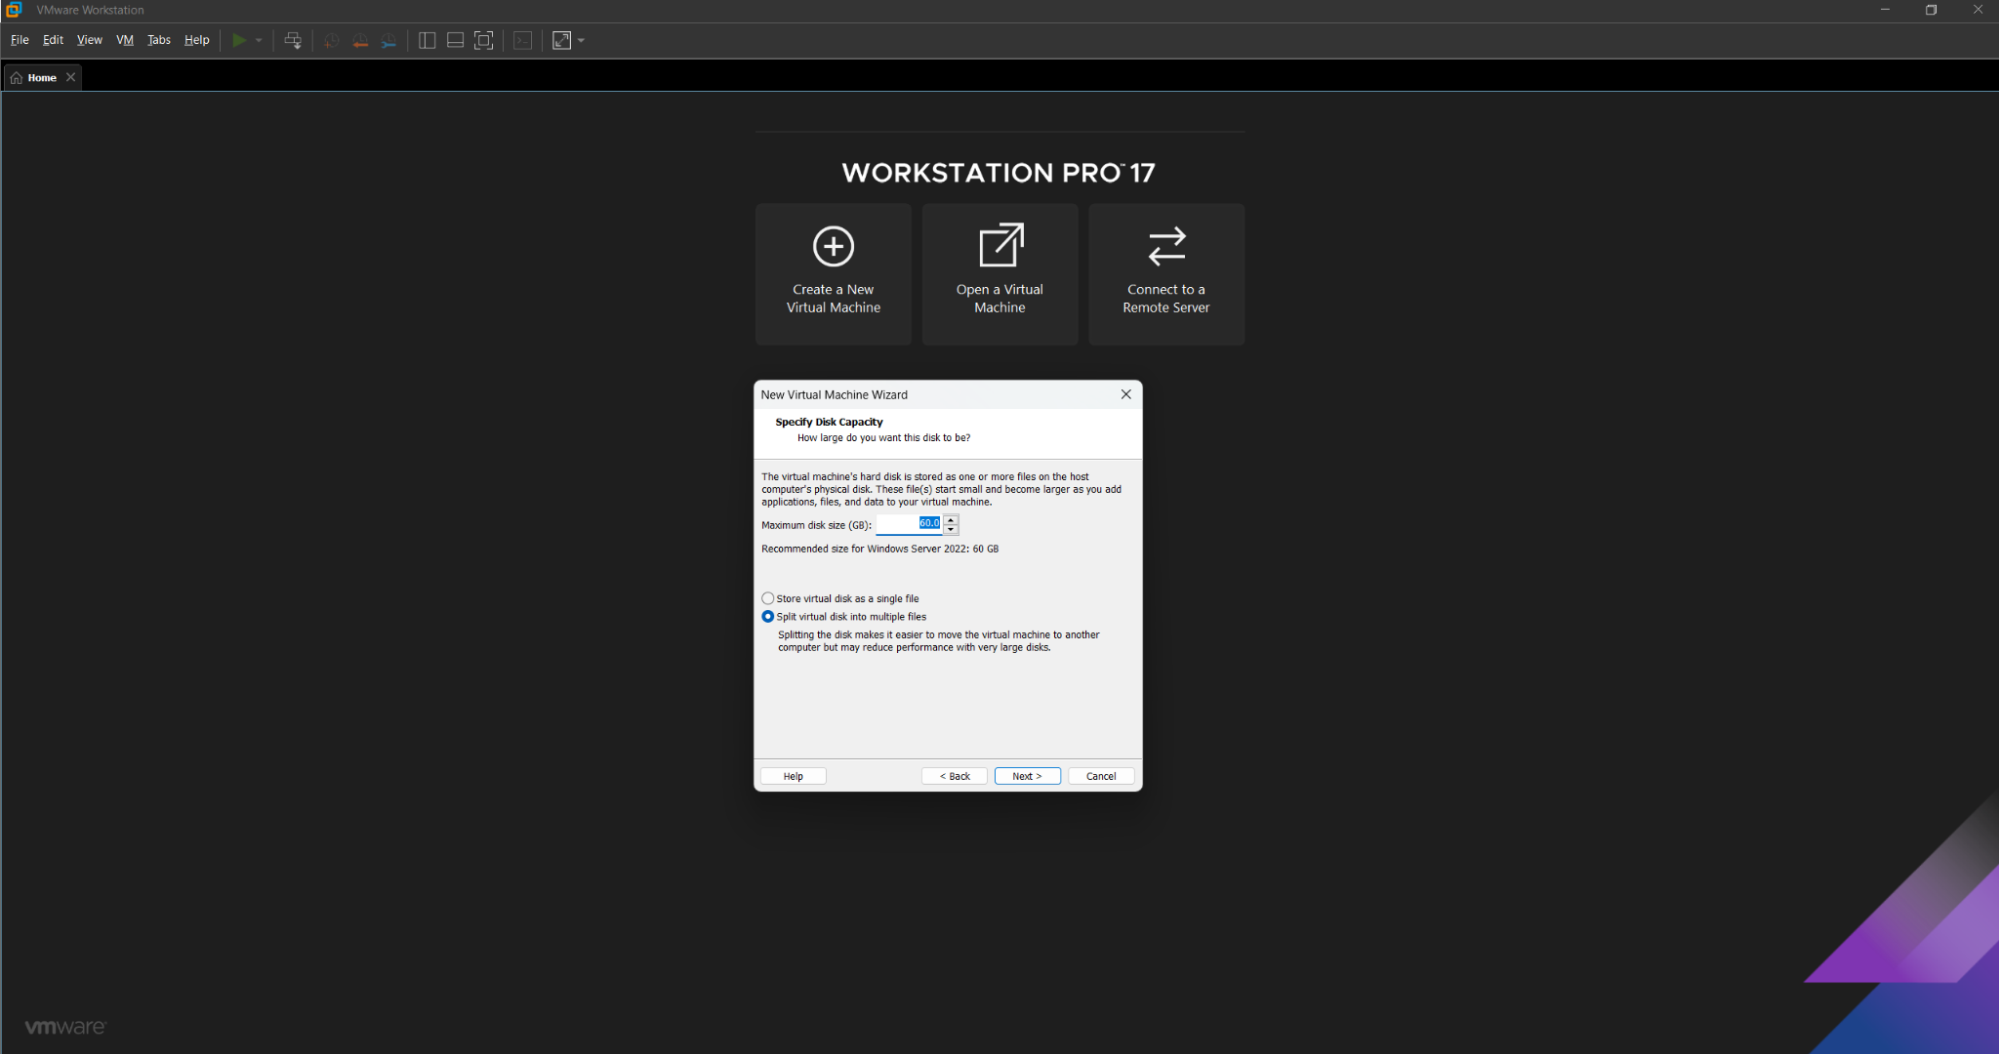 VMware Workstation
File Edit View VM Tabs Help
Home
WORKSTATION PRO™ 17
Create a New
Virtual Machine
Open a Virtual
Machine
Connect to a
Remote Server
New Virtual Machine Wizard
Specify Disk Capacity
How large do you want this disk to be?
The virtual machine's hard disk is stored as one or more files on the host
computer's physical disk. These file(s) start small and become larger as you add
applications, files, and data to your virtual machine.
Maximum disk size (GB): 60.0
Recommended size for Windows Server 2022: 60 GB
Store virtual disk as a single file
Split virtual disk into multiple files
Splitting the disk makes it easier to move the virtual machine to another
computer but may reduce performance with very large disks.
Help < Back Next > Cancel
vmware